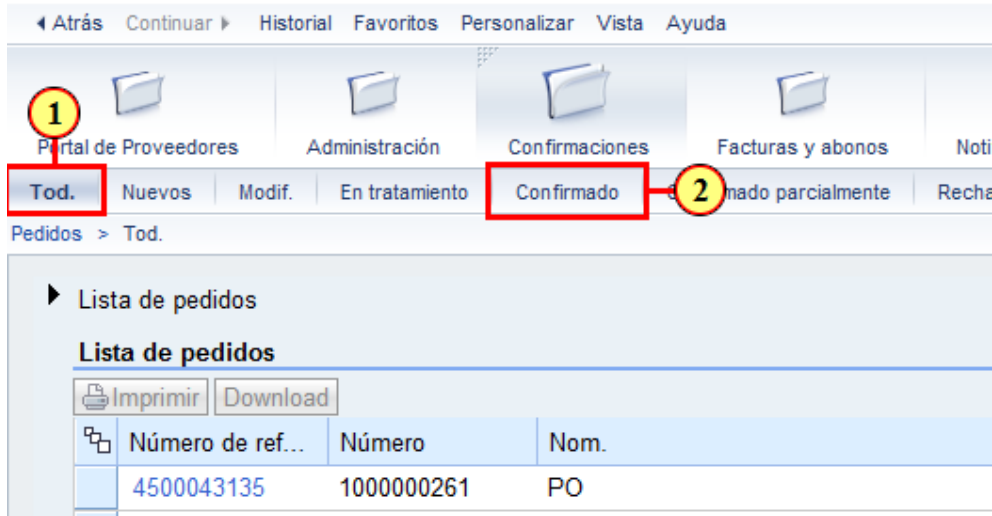 Atrás Continuar Historial Favoritos Personalizar Vista Ayuda
1
Portal de Proveedores Administración Confirmaciones Facturas y abonos Noti
Tod. Nuevos Modif. En tratamiento Confirmado 2 mado parcialmente Recha
Pedidos > Tod.
Lista de pedidos
Lista de pedidos
Imprimir Download
Número de ref... Número Nom.
4500043135 1000000261 PO